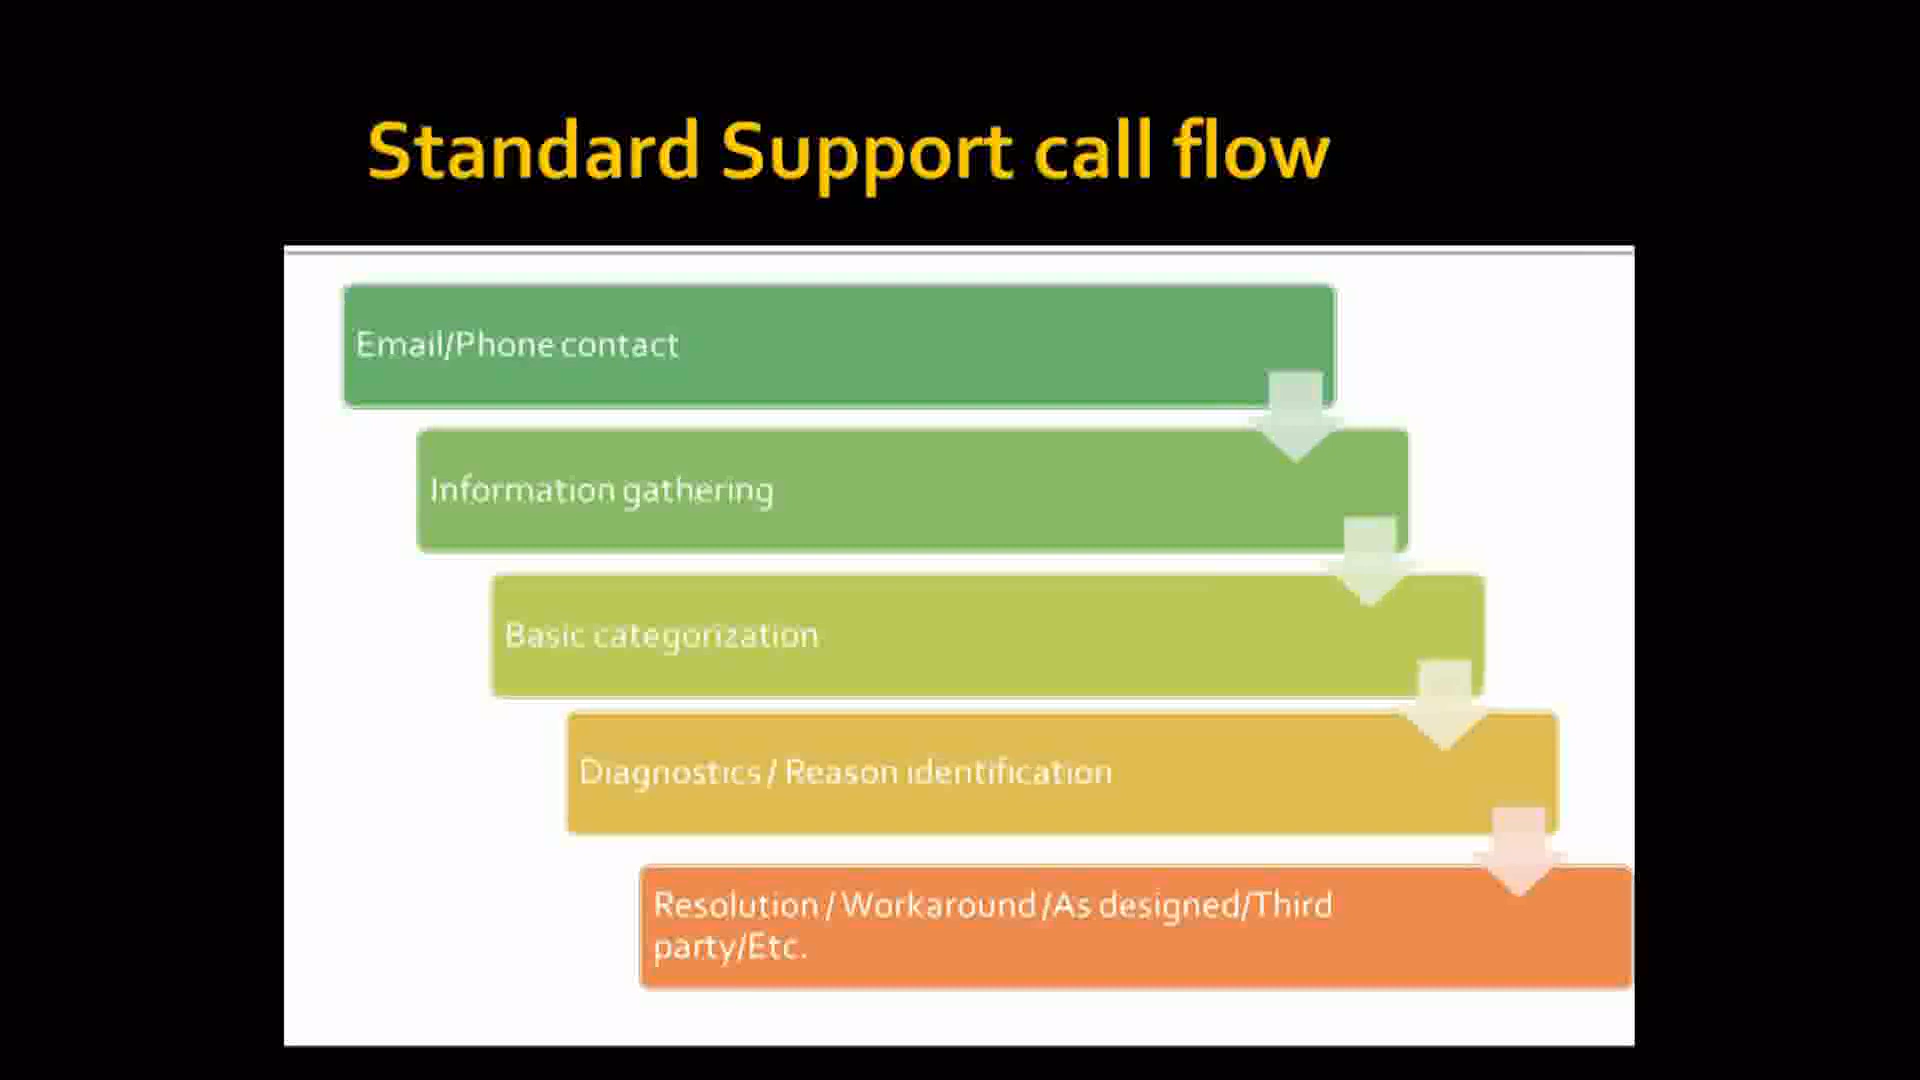 Standard Support call flow
Email/Phone contact
Information gathering
Basic categorization
Diagnostics / Reason identification
Resolution / Workaround /As designed/Third
party/Etc.